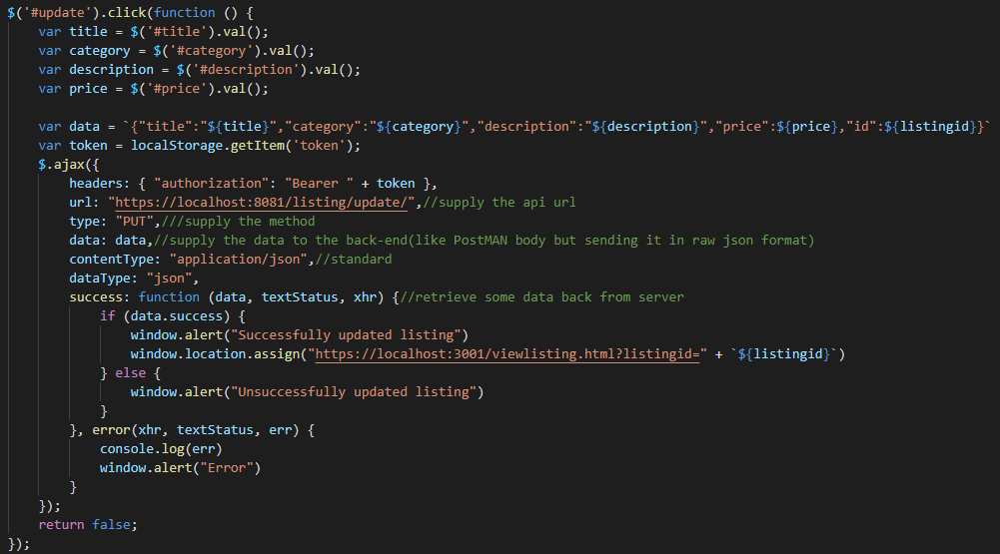 $('#update').click(function () {
    var title = $('#title').val();
    var category = $('#category').val();
    var description = $('#description').val();
    var price = $('#price').val();

    var data = `{"title":"${title}","category":"${category}","description":"${description}","price":${price},"id":${listingid}}`
    var token = localStorage.getItem('token');
    $.ajax({
        headers: { "authorization": "Bearer " + token },
        url: "https://localhost:8081/listing/update/",//supply the api url
        type: "PUT",///supply the method
        data: data,//supply the data to the back-end(like PostMAN body but sending it in raw json format)
        contentType: "application/json",//standard
        dataType: "json",
        success: function (data, textStatus, xhr) {//retrieve some data back from server
            if (data.success) {
                window.alert("Successfully updated listing")
                window.location.assign("https://localhost:3001/viewlisting.html?listingid=" + `${listingid}`)
            } else {
                window.alert("Unsuccessfully updated listing")
            }
        }, error(xhr, textStatus, err) {
            console.log(err)
            window.alert("Error")
        }
    });
    return false;
});